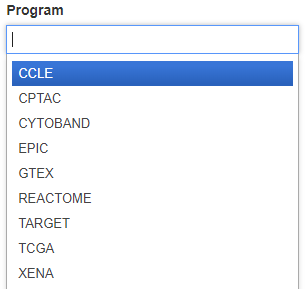 Program
CCLE
CPTAC
CYTOBAND
EPIC
GTEX
REACTOME
TARGET
TCGA
XENA